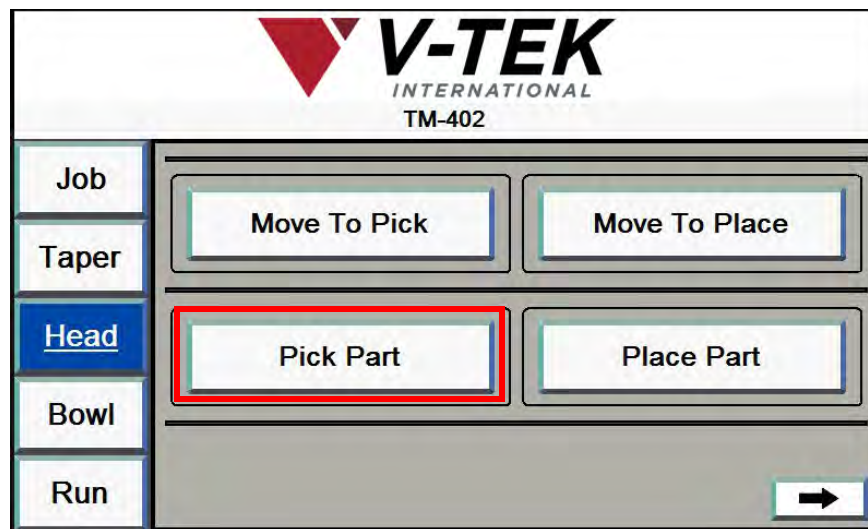 V-TEK
INTERNATIONAL
TM-402
Job
Taper
Head
Bowl
Run
Move To Pick
Move To Place
Pick Part
Place Part